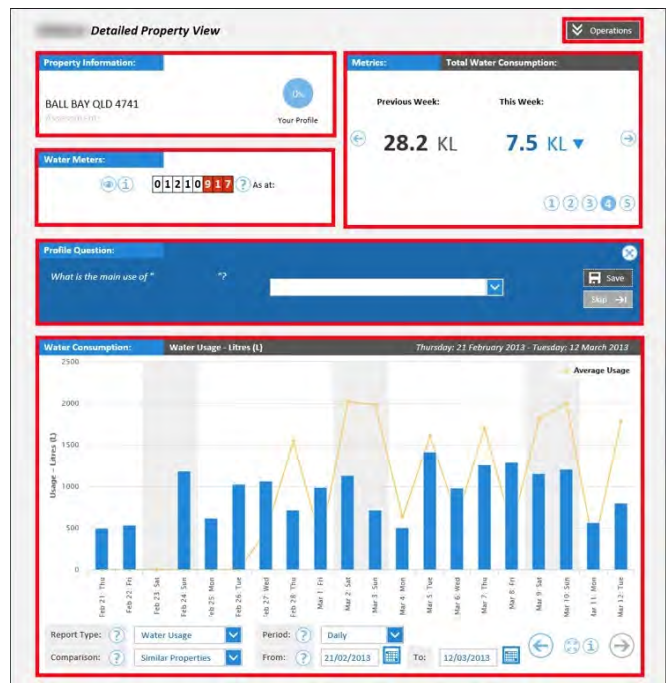 Detailed Property View
Operations
Property Information:
BALL BAY QLD 4741
0%
Your Profile
Water Meters:
01210917 ? As at:
Metrics: Total Water Consumption:
Previous Week: This Week:
28.2 KL 7.5 KL
1 2 3 4 5
Profile Question:
What is the main use of " "?
Save
Skip
Water Consumption: Water Usage - Litres (L) Thursday: 21 February 2013 - Tuesday: 12 March 2013
Average Usage
Usage - Litres (L)
2500
2000
1500
1000
500
0
Feb 21: Thu
Feb 22: Fri
Feb 23: Sat
Feb 24: Sun
Feb 25: Mon
Feb 26: Tue
Feb 27: Wed
Feb 28: Thu
Mar 1: Fri
Mar 2: Sat
Mar 3: Sun
Mar 4: Mon
Mar 5: Tue
Mar 6: Wed
Mar 7: Thu
Mar 8: Fri
Mar 9: Sat
Mar 10: Sun
Mar 11: Mon
Mar 12: Tue
Report Type: ? Water Usage Period: ? Daily
Comparison: ? Similar Properties From: ? 21/02/2013 To: 12/03/2013